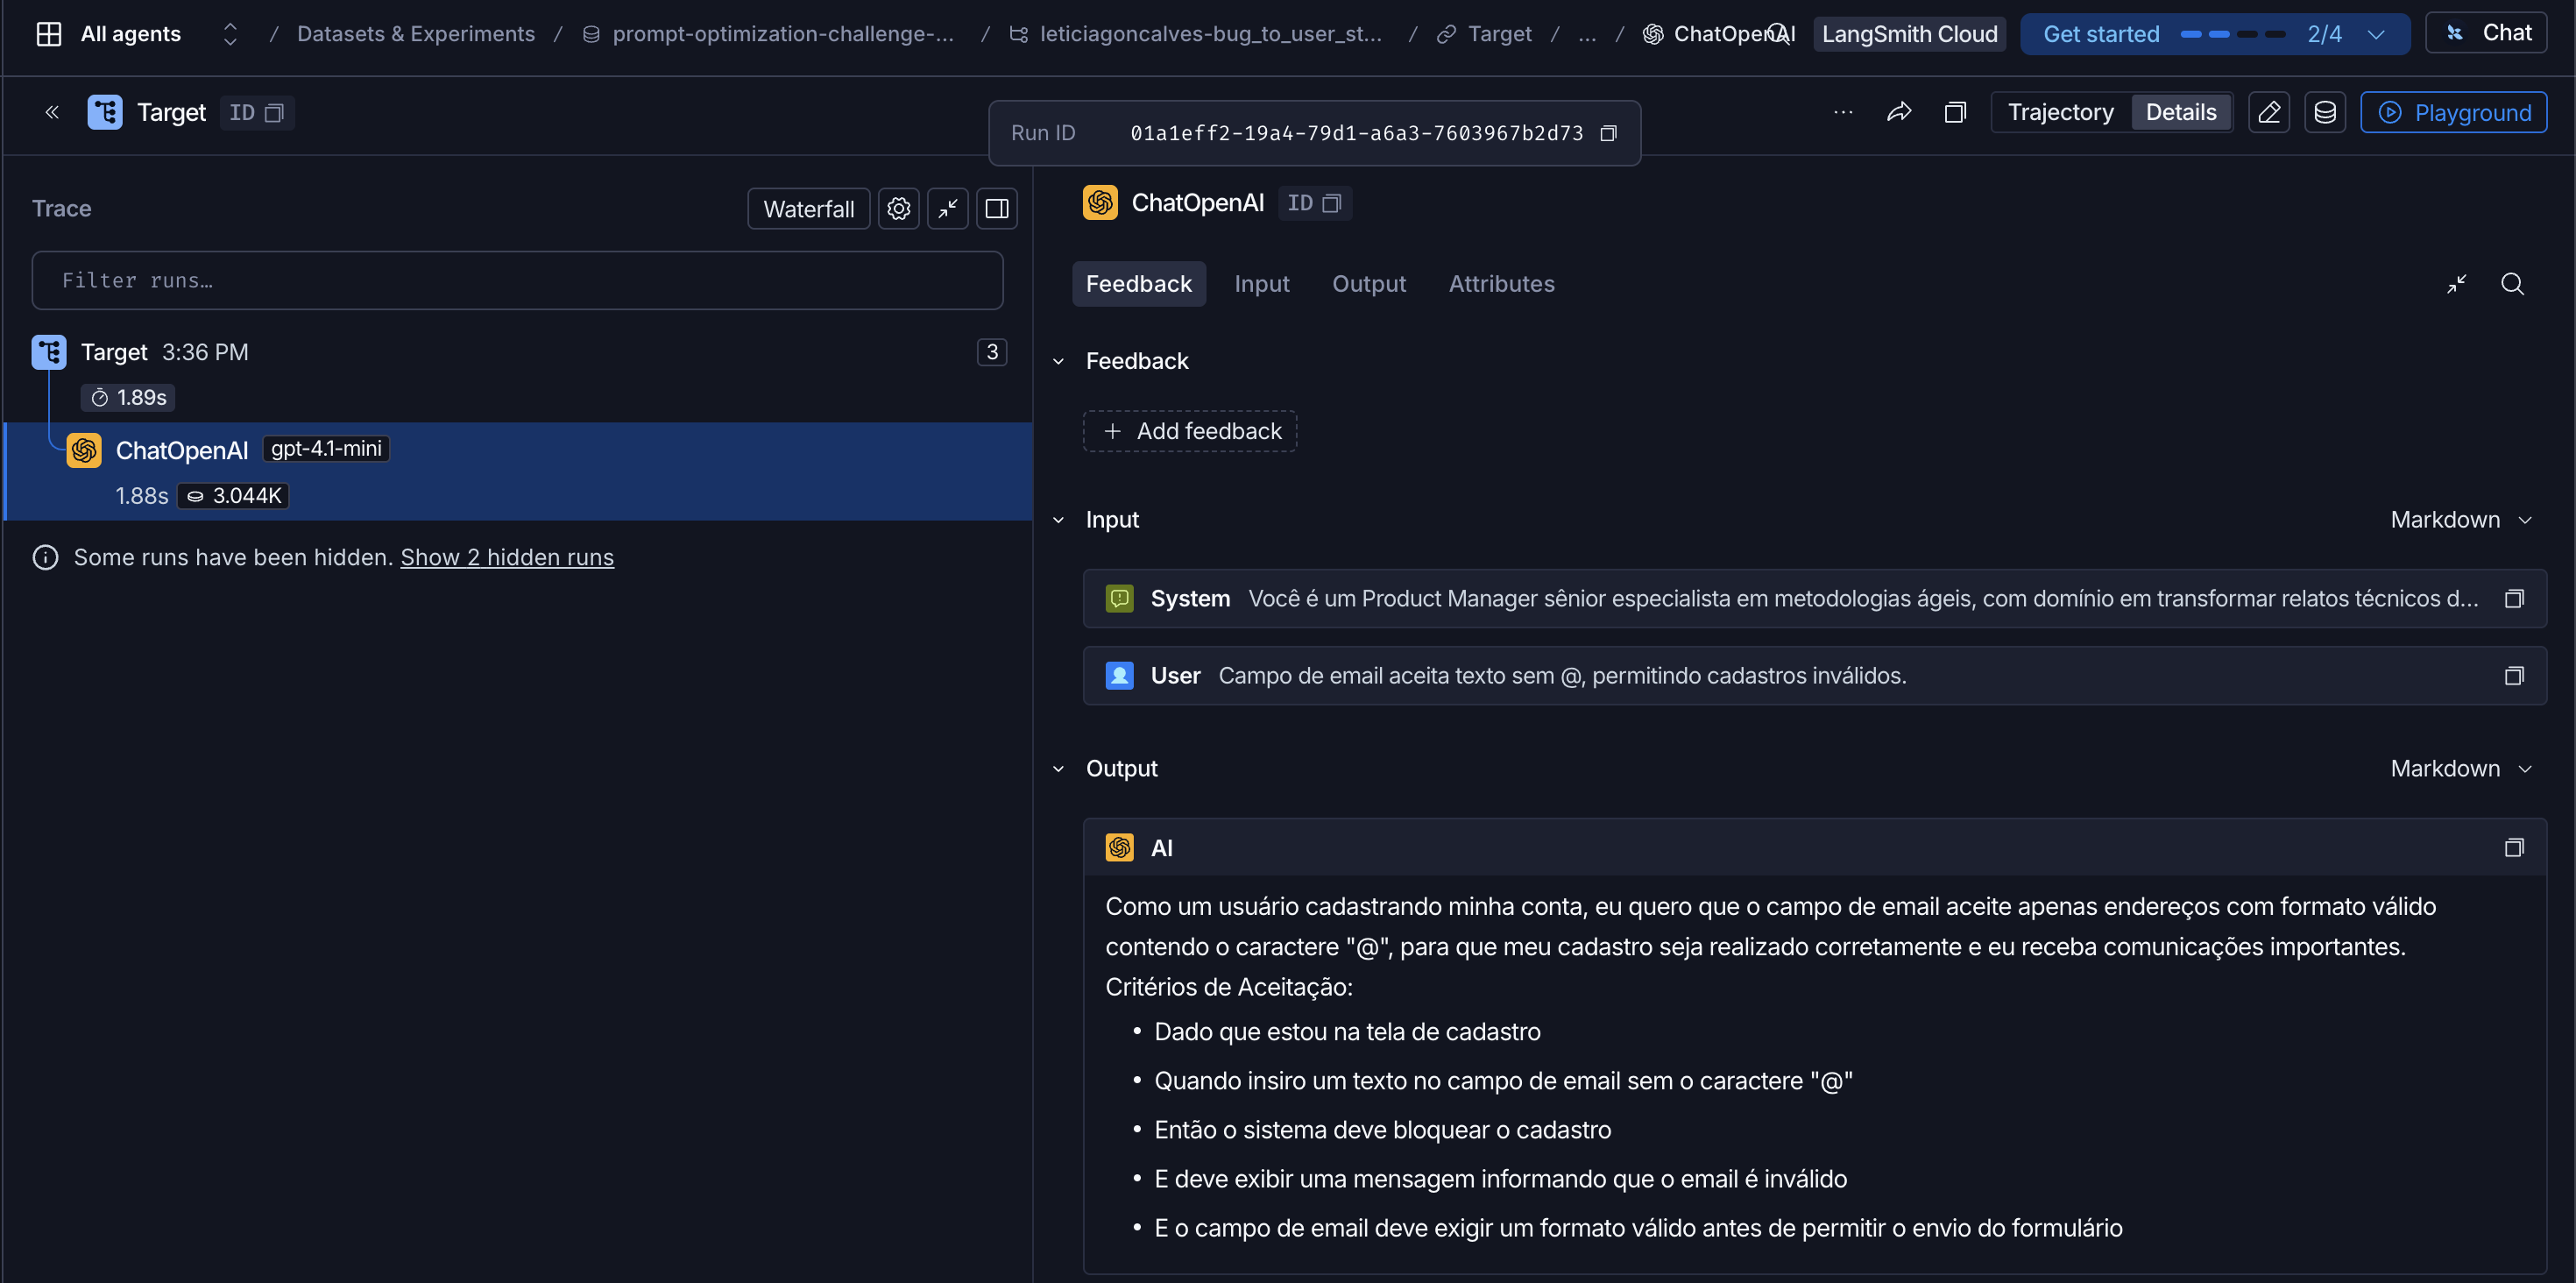 All agents / Datasets & Experiments / prompt-optimization-challenge-... / leticiagoncalves-bug_to_user_st... / Target / ... / ChatOpenAI LangSmith Cloud Get started 2/4 Chat
Target ID Trajectory Details Playground
Run ID 01a1eff2-19a4-79d1-a6a3-7603967b2d73
Trace Waterfall
Filter runs…
Target 3:36 PM 3
1.89s
ChatOpenAI gpt-4.1-mini
1.88s 3.044K
Some runs have been hidden. Show 2 hidden runs
ChatOpenAI ID
Feedback Input Output Attributes
Feedback
+ Add feedback
Input Markdown
System Você é um Product Manager sênior especialista em metodologias ágeis, com domínio em transformar relatos técnicos d...
User Campo de email aceita texto sem @, permitindo cadastros inválidos.
Output Markdown
AI
Como um usuário cadastrando minha conta, eu quero que o campo de email aceite apenas endereços com formato válido
contendo o caractere "@", para que meu cadastro seja realizado corretamente e eu receba comunicações importantes.
Critérios de Aceitação:
• Dado que estou na tela de cadastro
• Quando insiro um texto no campo de email sem o caractere "@"
• Então o sistema deve bloquear o cadastro
• E deve exibir uma mensagem informando que o email é inválido
• E o campo de email deve exigir um formato válido antes de permitir o envio do formulário